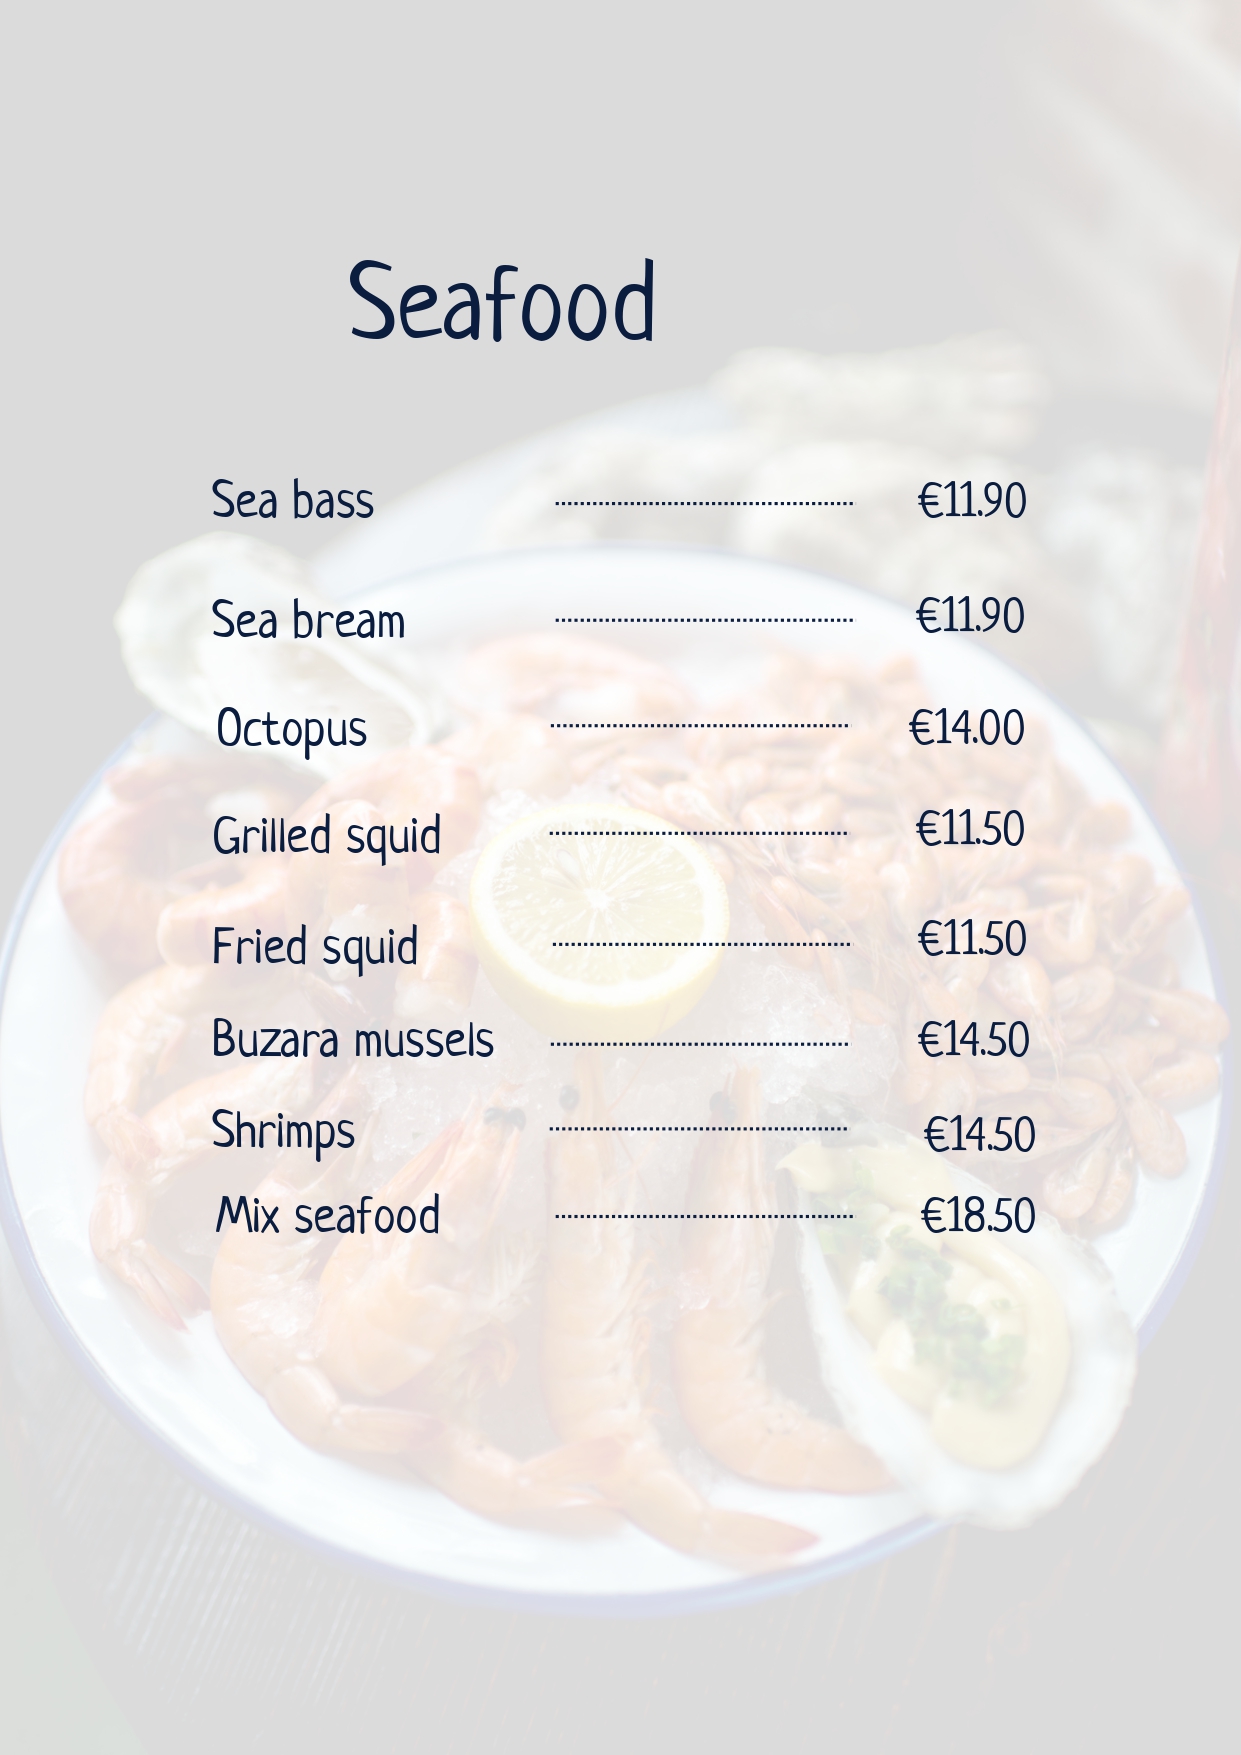 Seafood
Sea bass ........................ €11.90
Sea bream ........................ €11.90
Octopus ........................ €14.00
Grilled squid ........................ €11.50
Fried squid ........................ €11.50
Buzara mussels ........................ €14.50
Shrimps ........................ €14.50
Mix seafood ........................ €18.50